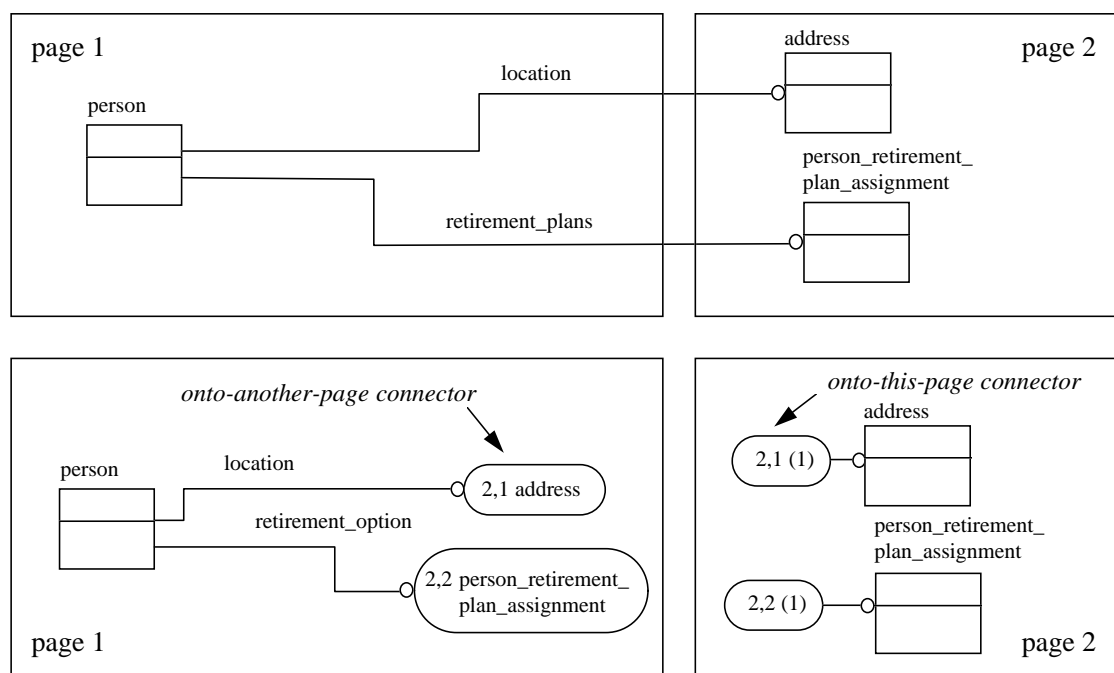 page 1
page 2
address
location
person
person_retirement_
plan_assignment
retirement_plans
onto-another-page connector
onto-this-page connector
address
person
location
2,1 address
2,1 (1)
retirement_option
person_retirement_
plan_assignment
2,2 person_retirement_
plan_assignment
2,2 (1)
page 1
page 2